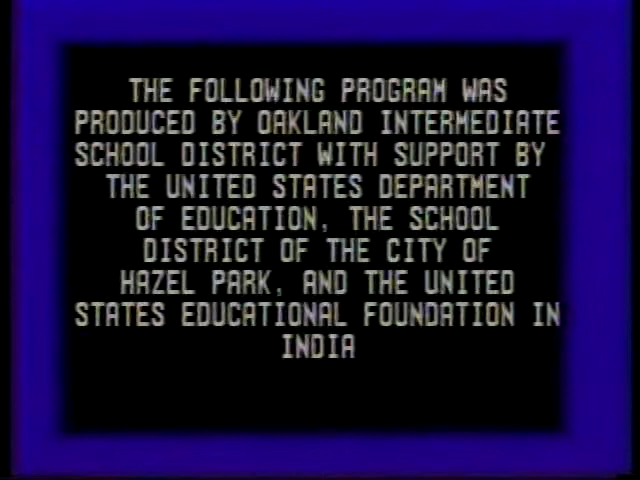 THE FOLLOWING PROGRAM WAS
PRODUCED BY OAKLAND INTERMEDIATE
SCHOOL DISTRICT WITH SUPPORT BY
THE UNITED STATES DEPARTMENT
OF EDUCATION, THE SCHOOL
DISTRICT OF THE CITY OF
HAZEL PARK, AND THE UNITED
STATES EDUCATIONAL FOUNDATION IN
INDIA